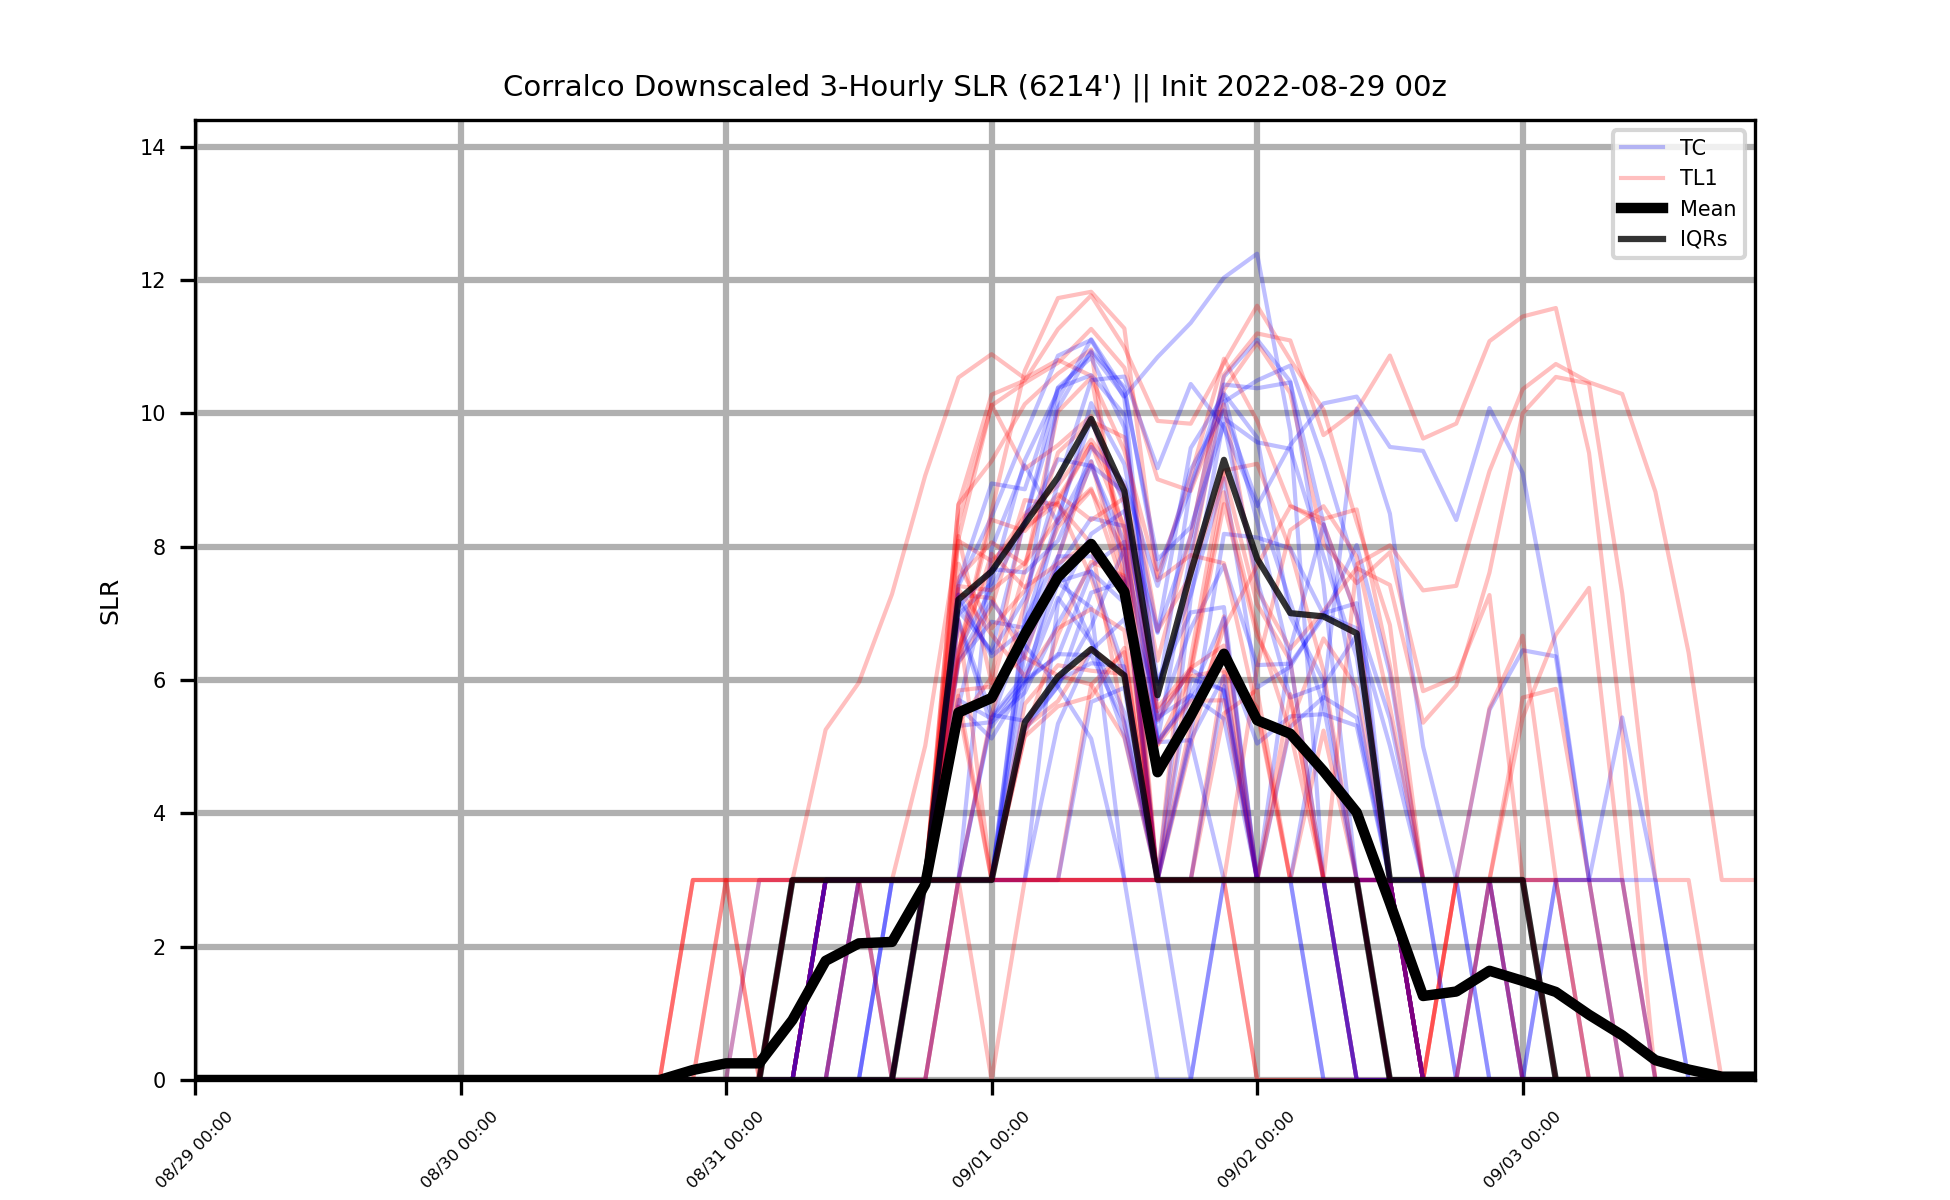 Corralco Downscaled 3-Hourly SLR (6214') || Init 2022-08-29 00z
14
12
10
8
6
4
2
0
SLR
TC
TL1
Mean
IQRs
08/29 00:00
08/30 00:00
08/31 00:00
09/01 00:00
09/02 00:00
09/03 00:00